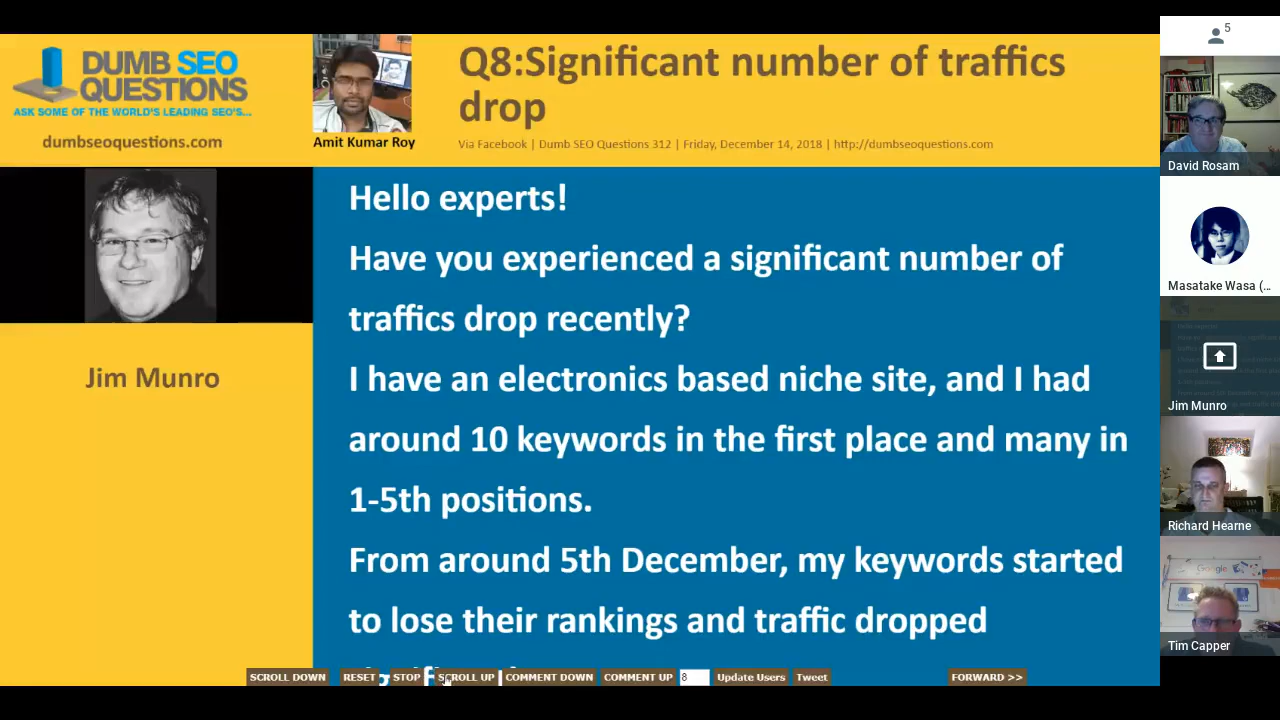 DUMB SEO
QUESTIONS
ASK SOME OF THE WORLD'S LEADING SEO'S...
dumbseoquestions.com
Amit Kumar Roy
Q8:Significant number of traffics
drop
Via Facebook | Dumb SEO Questions 312 | Friday, December 14, 2018 | http://dumbseoquestions.com
Jim Munro
Hello experts!
Have you experienced a significant number of
traffics drop recently?
I have an electronics based niche site, and I had
around 10 keywords in the first place and many in
1-5th positions.
From around 5th December, my keywords started
to lose their rankings and traffic dropped
SCROLL DOWN RESET STOP SCROLL UP COMMENT DOWN COMMENT UP 8 Update Users Tweet FORWARD >>
5
David Rosam
Masatake Wasa (...
Jim Munro
Richard Hearne
Google
Tim Capper